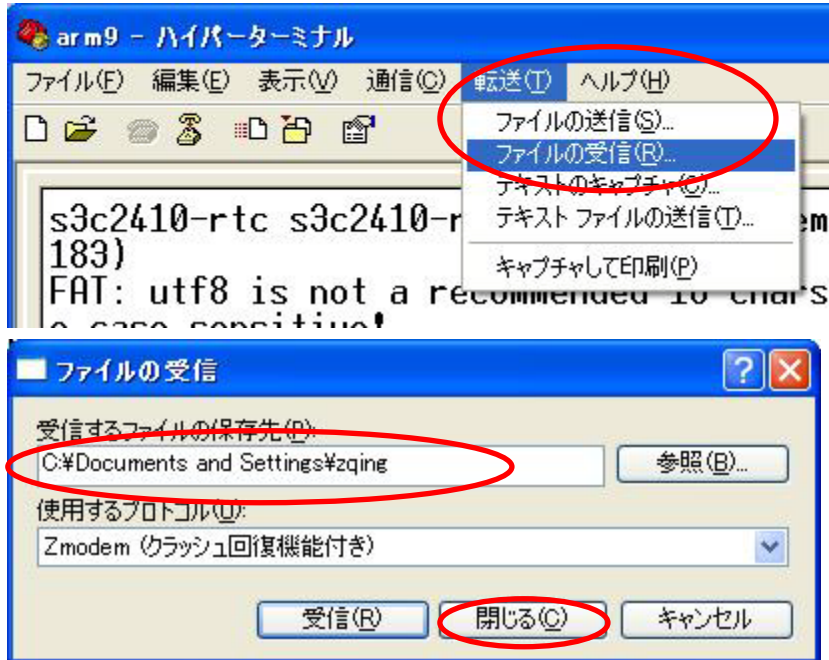 arm9 - ハイパーターミナル
ファイル(F) 編集(E) 表示(V) 通信(C) 転送(T) ヘルプ(H)
ファイルの送信(S)...
ファイルの受信(R)...
テキストのキャプチャ(C)...
テキスト ファイルの送信(T)...
キャプチャして印刷(P)
s3c2410-rtc s3c2410-r em
183)
FAT: utf8 is not a recommended io chars
e case sensitive!
ファイルの受信
受信するファイルの保存先(P):
C:¥Documents and Settings¥zqing
参照(B)...
使用するプロトコル(U):
Zmodem (クラッシュ回復機能付き)
受信(R) 閉じる(C) キャンセル